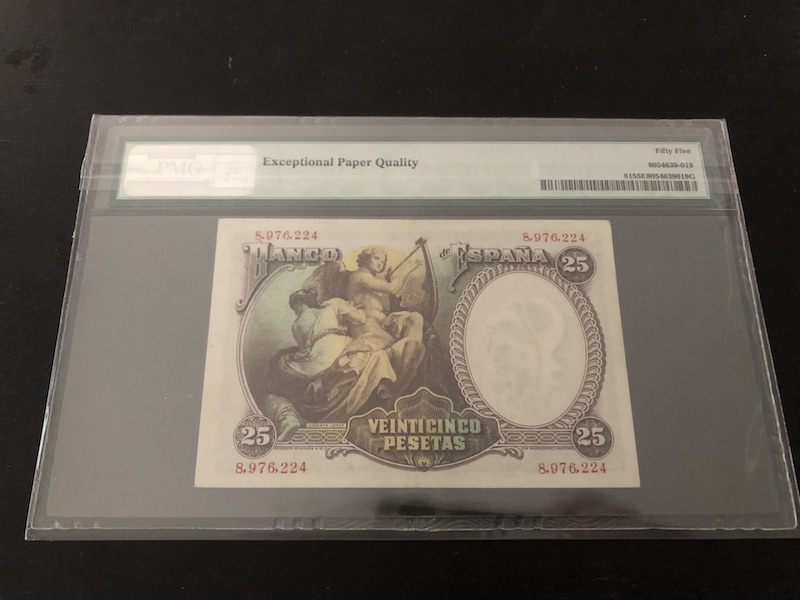 PMG
Exceptional Paper Quality
Fifty Five
8054639-019
8155E8054639019G
8,976,224
8,976,224
BANCO de ESPAÑA
25
VEINTICINCO
PESETAS
25
25
8,976,224
8,976,224